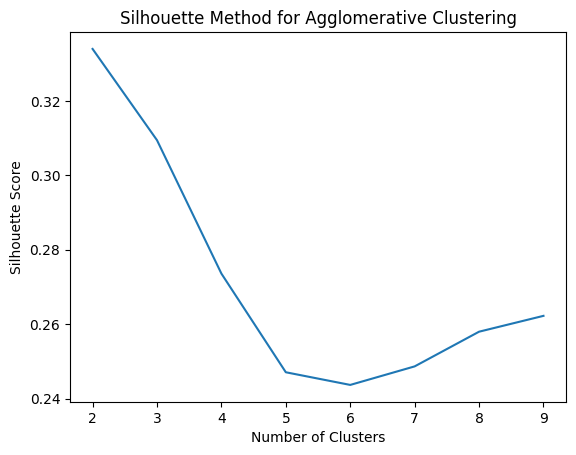 Silhouette Method for Agglomerative Clustering
0.32
0.30
0.28
0.26
0.24
Silhouette Score
2 3 4 5 6 7 8 9
Number of Clusters